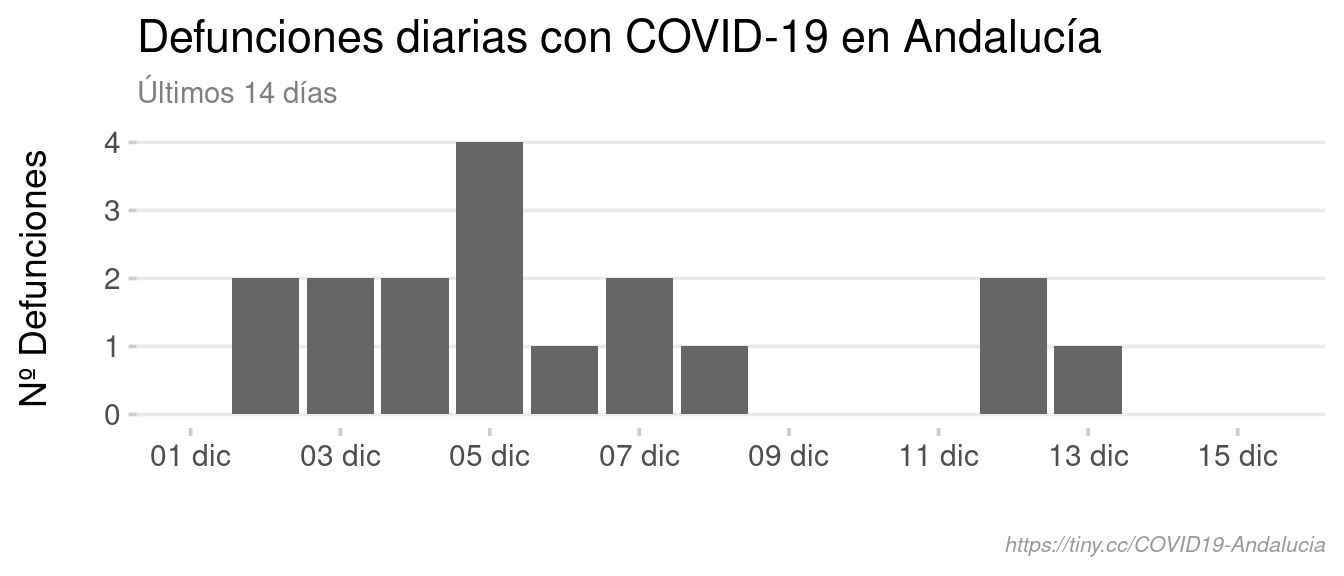 Defunciones diarias con COVID-19 en Andalucía
Últimos 14 días
Nº Defunciones
4
3
2
1
0
01 dic 03 dic 05 dic 07 dic 09 dic 11 dic 13 dic 15 dic
https://tiny.cc/COVID19-Andalucia